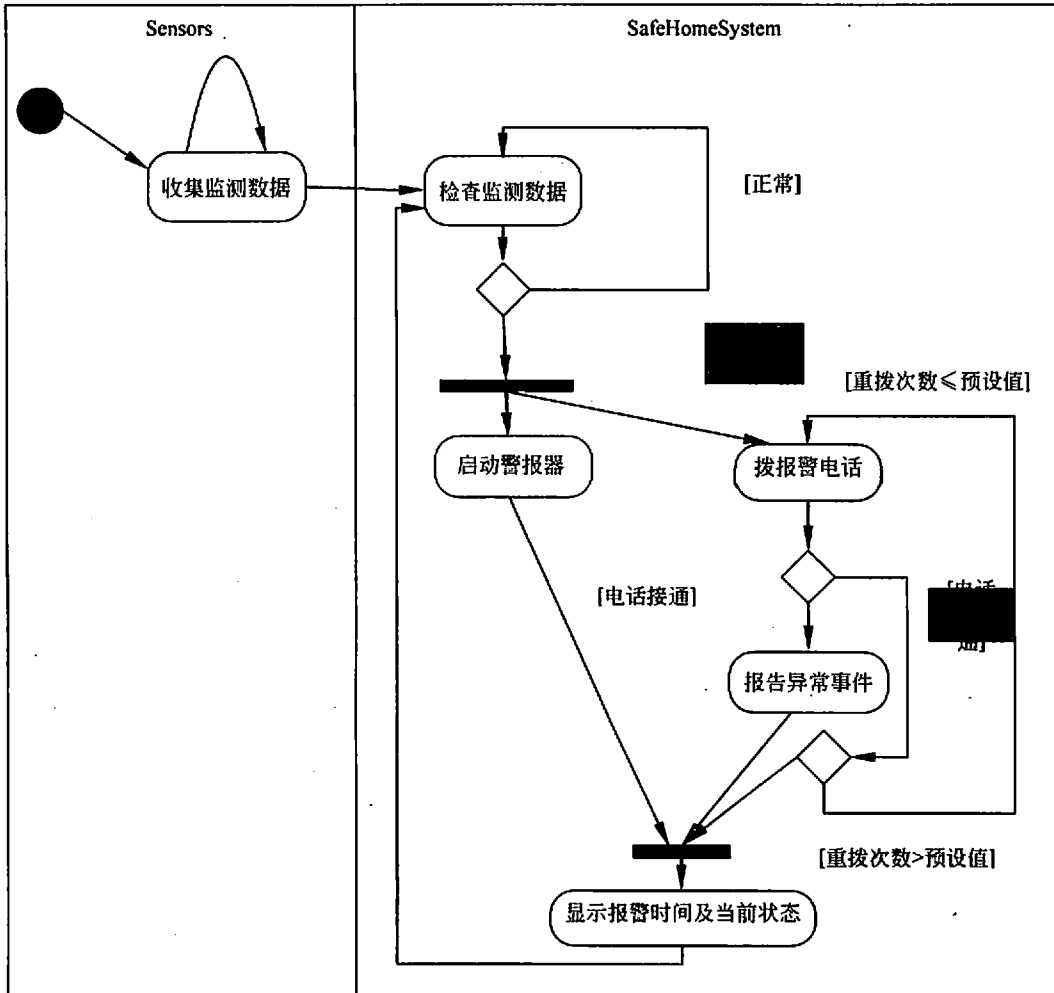 Sensors
SafeHomeSystem
收集监测数据
检查监测数据
[正常]
[重拨次数≤预设值]
启动警报器
拨报警电话
[电话接通]
报告异常事件
[重拨次数>预设值]
显示报警时间及当前状态